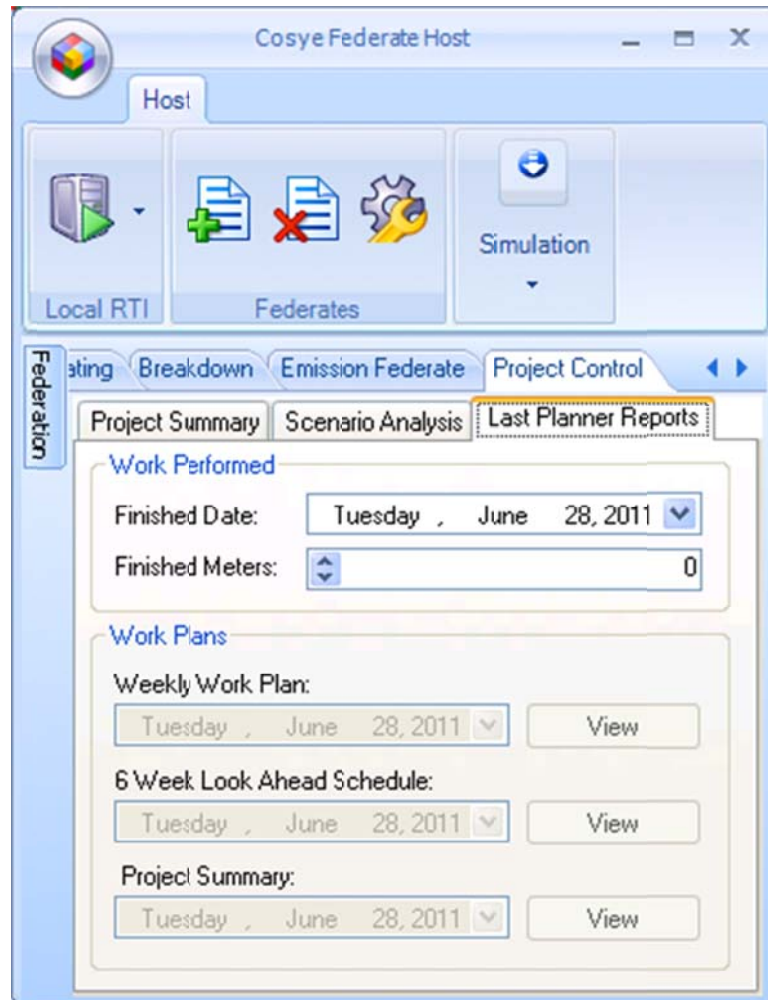 Cosye Federate Host
Host
Simulation
Local RTI
Federates
Federation
ating Breakdown Emission Federate Project Control
Project Summary Scenario Analysis Last Planner Reports
Work Performed
Finished Date: Tuesday , June 28, 2011
Finished Meters: 0
Work Plans
Weekly Work Plan:
Tuesday , June 28, 2011 View
6 Week Look Ahead Schedule:
Tuesday , June 28, 2011 View
Project Summary:
Tuesday , June 28, 2011 View